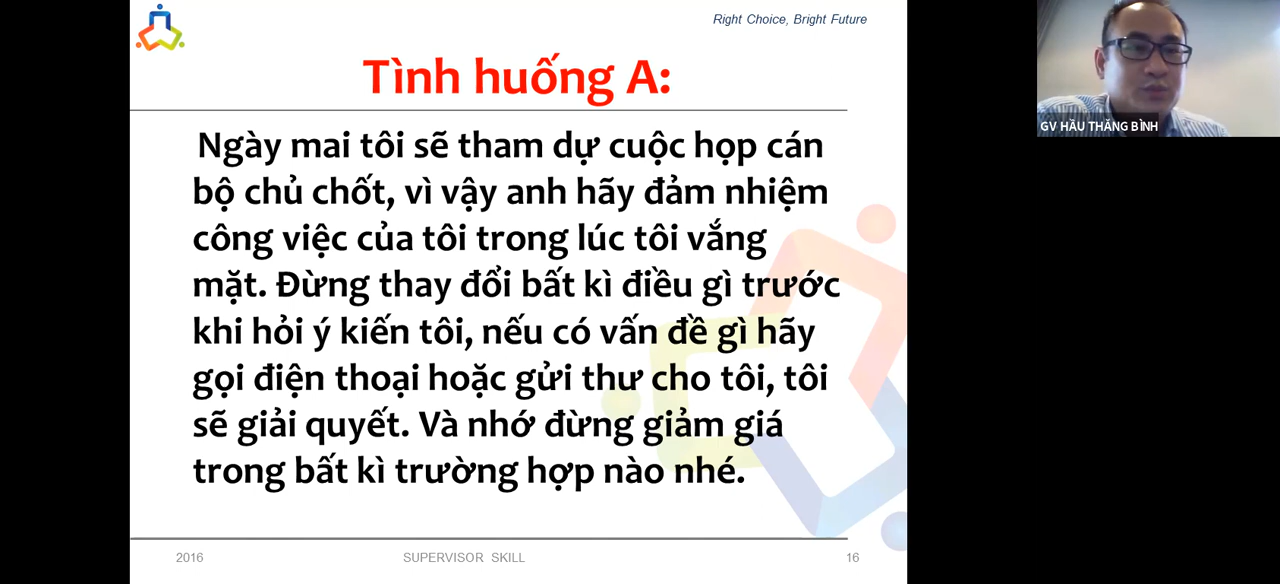 Right Choice, Bright Future
Tình huống A:
Ngày mai tôi sẽ tham dự cuộc họp cán
bộ chủ chốt, vì vậy anh hãy đảm nhiệm
công việc của tôi trong lúc tôi vắng
mặt. Đừng thay đổi bất kì điều gì trước
khi hỏi ý kiến tôi, nếu có vấn đề gì hãy
gọi điện thoại hoặc gửi thư cho tôi, tôi
sẽ giải quyết. Và nhớ đừng giảm giá
trong bất kì trường hợp nào nhé.
2016 SUPERVISOR SKILL 16
GV HẦU THĂNG BÌNH